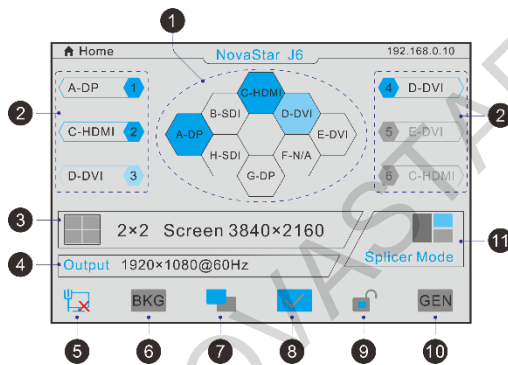 1
Home
NovaStar J6
192.168.0.10
A-DP 1
C-HDMI 2
D-DVI 3
2
C-HDMI
B-SDI
D-DVI
A-DP
E-DVI
H-SDI
F-N/A
G-DP
4 D-DVI
5 E-DVI
6 C-HDMI
2
3
2×2 Screen 3840×2160
4
Output 1920×1080@60Hz
Splicer Mode
11
BKG
GEN
5
6
7
8
9
10
NOVASTAR